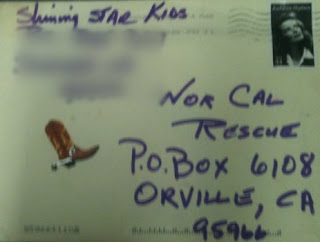 Shining STAR KIDS
NOR CAL
RESCUE
P.O. BOX 6108
ORVILLE, CA
95966